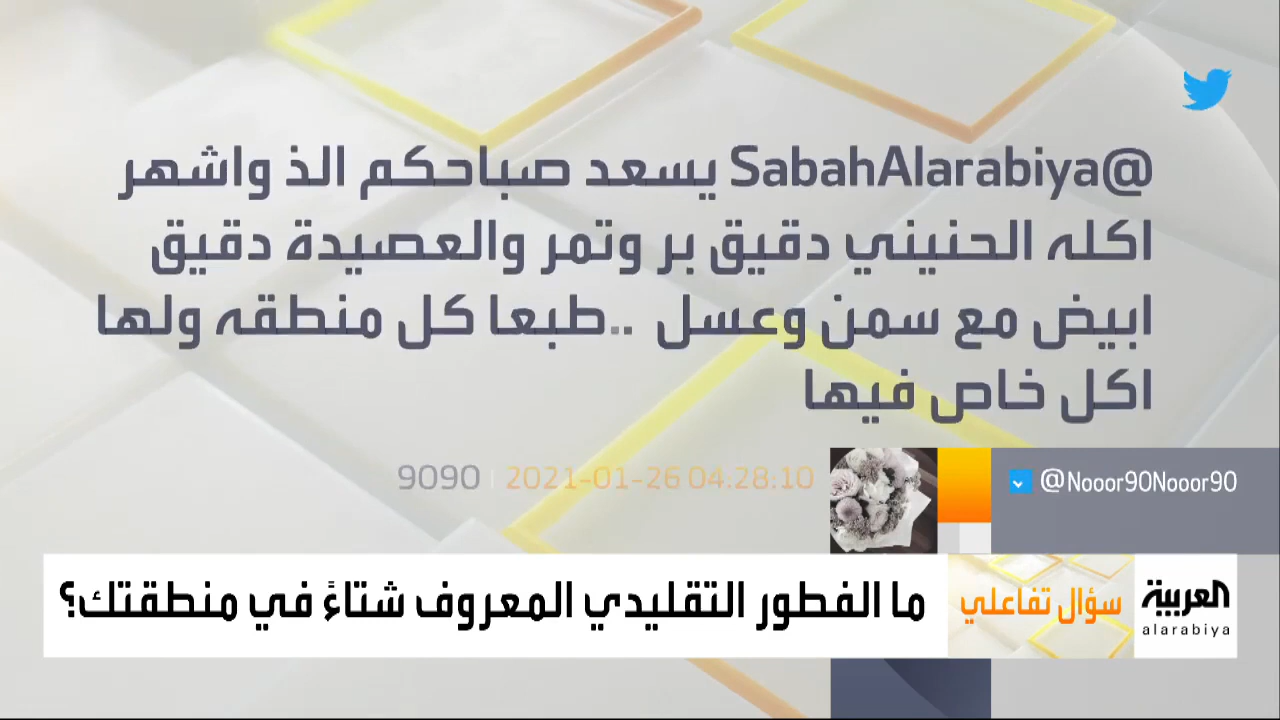 @SabahAlarabiya يسعد صباحكم الذ واشهر
اكله الحنيني دقيق بر وتمر والعصيدة دقيق
ابيض مع سمن وعسل ..طبعا كل منطقه ولها
اكل خاص فيها
@Nooor90Nooor90
2021-01-26 04:28:10 | 9090
العربية
alarabiya
سؤال تفاعلي
ما الفطور التقليدي المعروف شتاءً في منطقتك؟